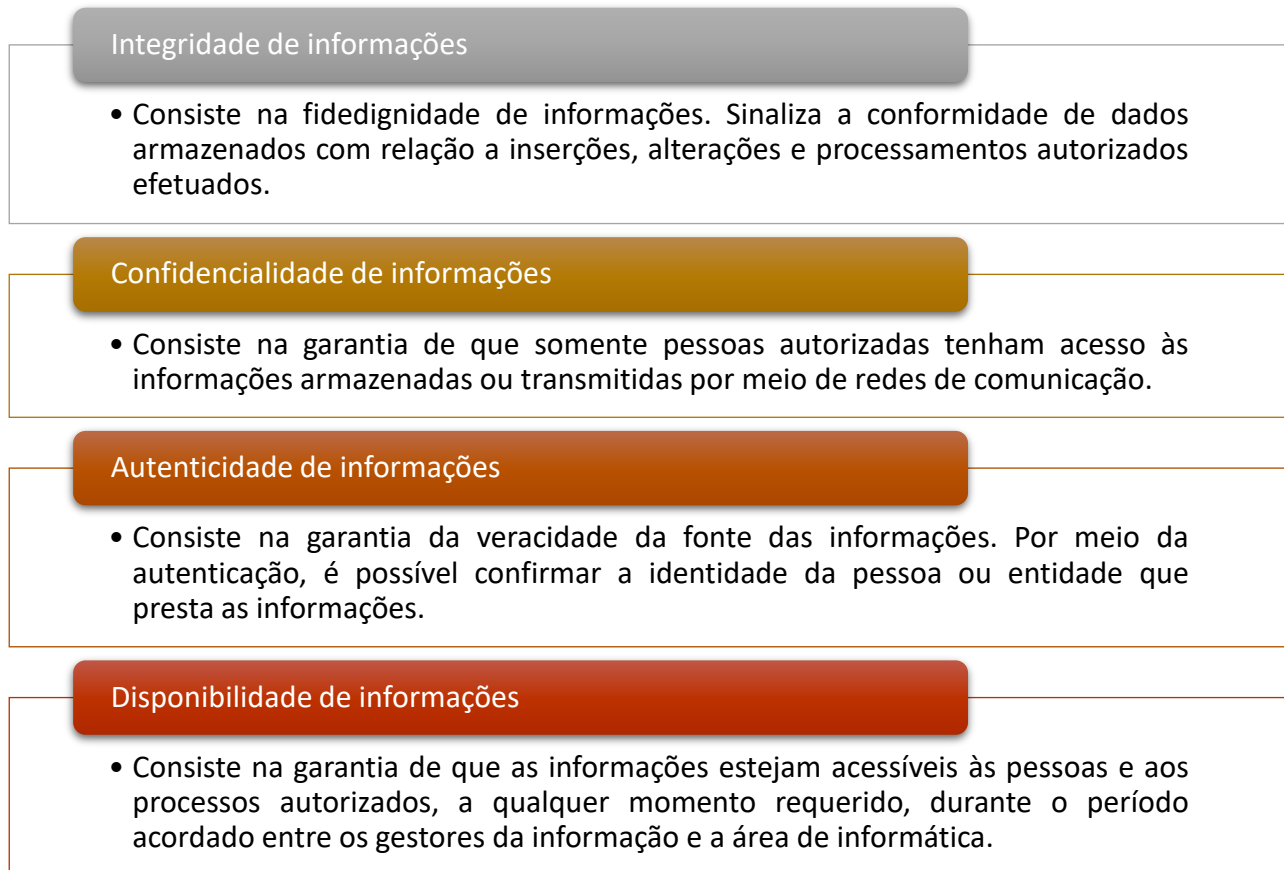 Integridade de informações
• Consiste na fidedignidade de informações. Sinaliza a conformidade de dados
armazenados com relação a inserções, alterações e processamentos autorizados
efetuados.
Confidencialidade de informações
• Consiste na garantia de que somente pessoas autorizadas tenham acesso às
informações armazenadas ou transmitidas por meio de redes de comunicação.
Autenticidade de informações
• Consiste na garantia da veracidade da fonte das informações. Por meio da
autenticação, é possível confirmar a identidade da pessoa ou entidade que
presta as informações.
Disponibilidade de informações
• Consiste na garantia de que as informações estejam acessíveis às pessoas e aos
processos autorizados, a qualquer momento requerido, durante o período
acordado entre os gestores da informação e a área de informática.